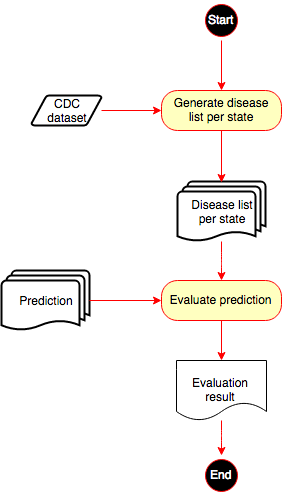 Start
CDC
dataset
Generate disease
list per state
Disease list
per state
Prediction
Evaluate prediction
Evaluation
result
End